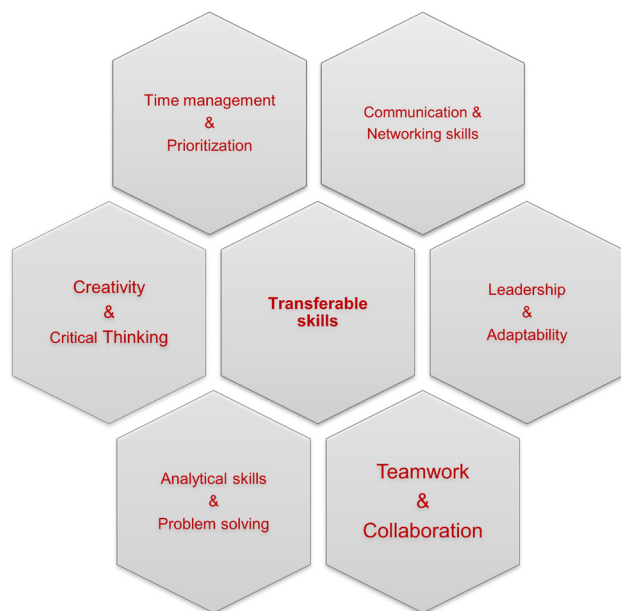 Time management
&
Prioritization
Communication &
Networking skills
Creativity
&
Critical Thinking
Transferable
skills
Leadership
&
Adaptability
Analytical skills
&
Problem solving
Teamwork
&
Collaboration